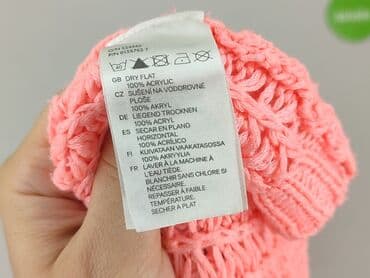 GB DRY FLAT
100% ACRYLIC
CZ SUŠENÍ NA VODOROVNÉ
PLOŠE
100% AKRYL
DE LIEGEND TROCKNEN
100% ACRYL
ES SECAR EN PLANO
HORIZONTAL
100% ACRÍLICO
FI KUIVATAAN VAAKATASOSSA
100% AKRYYLIA
FR LAVER À LA MACHINE À
L'EAU TIÈDE.
BLANCHIR SANS CHLORE SI
NÉCESSAIRE
REPASSER À FAIBLE
TEMPÉRATURE
SÉCHER À PLAT